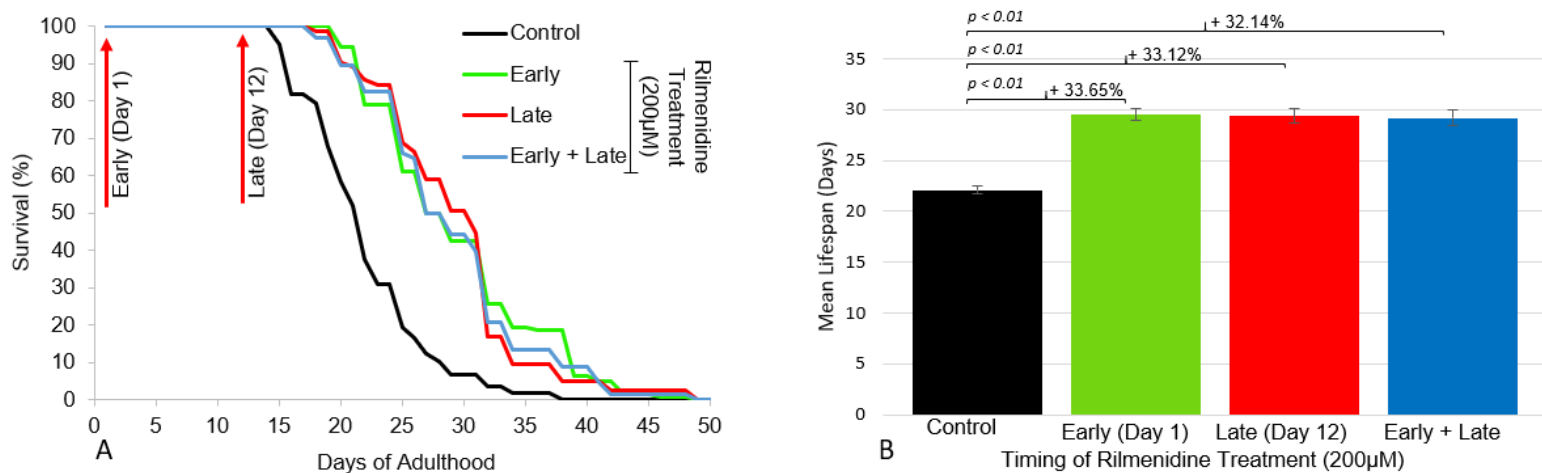 Survival (%)
100
90
80
70
60
50
40
30
20
10
0
0 5 10 15 20 25 30 35 40 45 50
A
Days of Adulthood
Early (Day 1)
Late (Day 12)
Control
Early
Late
Early + Late
Rilmenidine
Treatment
(200µM)
Mean Lifespan (Days)
35
30
25
20
15
10
5
0
p < 0.01
+ 32.14%
p < 0.01
+ 33.12%
p < 0.01
+ 33.65%
Control
Early (Day 1)
Late (Day 12)
Early + Late
B
Timing of Rilmenidine Treatment (200µM)